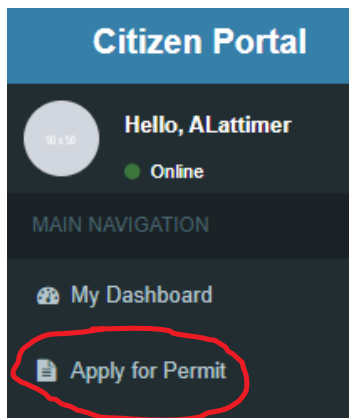 Citizen Portal
Hello, ALattimer
50 x 50
Online
MAIN NAVIGATION
My Dashboard
Apply for Permit